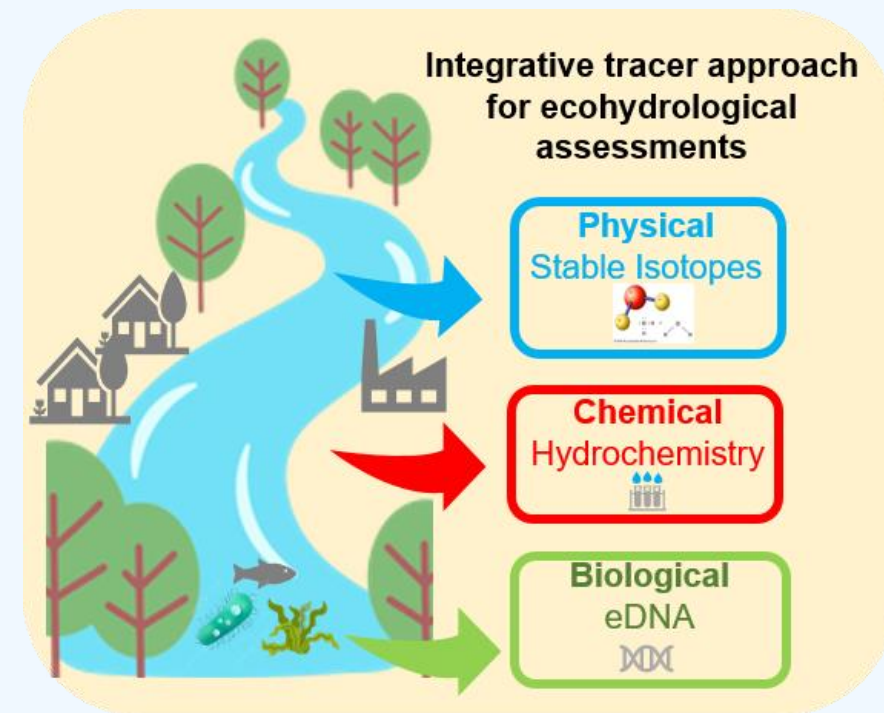 Integrative tracer approach
for ecohydrological
assessments
Physical
Stable Isotopes
Chemical
Hydrochemistry
Biological
eDNA